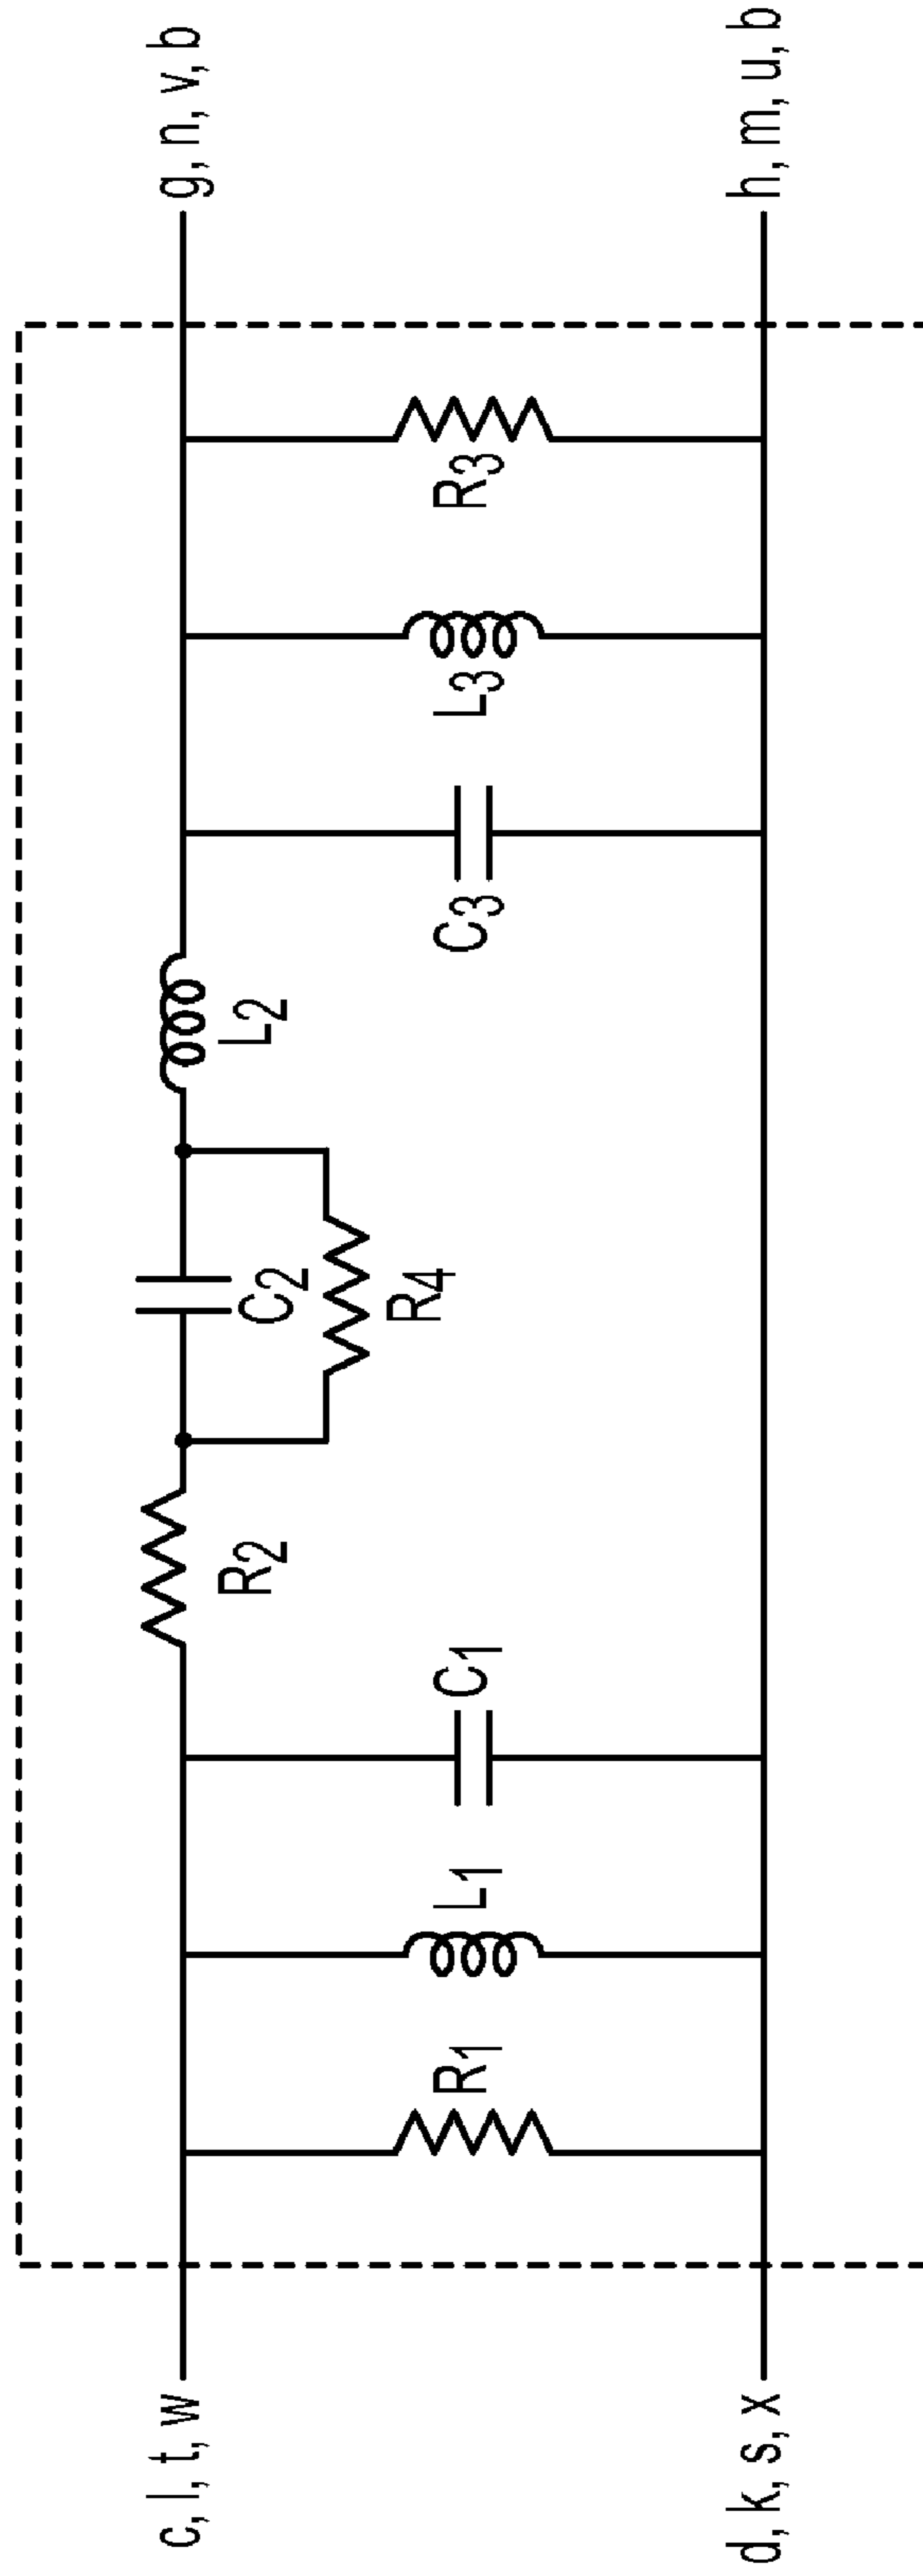 c, l, t, w
g, n, v, b
R2
C2
L2
R4
R1
L1
C1
C3
L3
R3
d, k, s, x
h, m, u, b